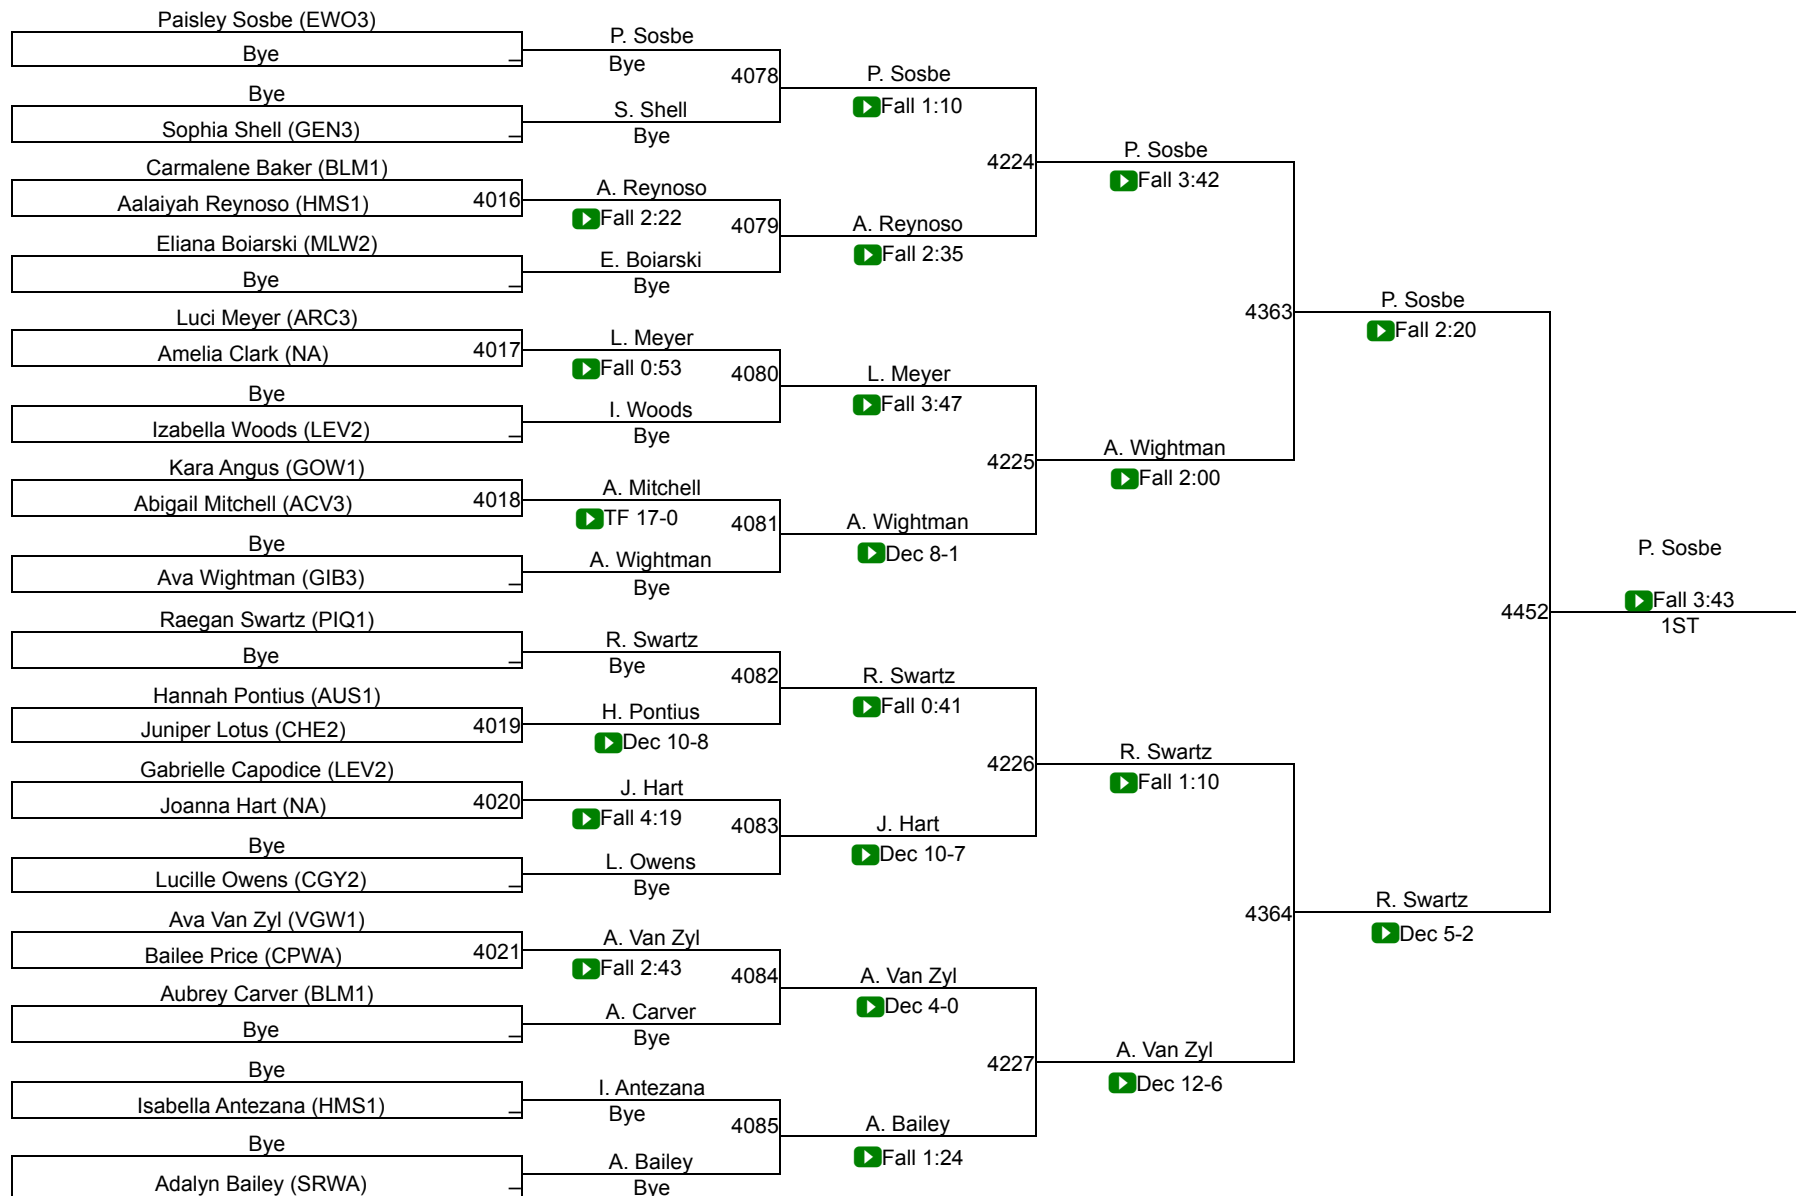 Paisley Sosbe (EWO3)
Bye
Bye
Sophia Shell (GEN3)
Carmalene Baker (BLM1)
Aalaiyah Reynoso (HMS1) 4016
Eliana Boiarski (MLW2)
Bye
Luci Meyer (ARC3)
Amelia Clark (NA) 4017
Bye
Izabella Woods (LEV2)
Kara Angus (GOW1)
Abigail Mitchell (ACV3) 4018
Bye
Ava Wightman (GIB3)
Raegan Swartz (PIQ1)
Bye
Hannah Pontius (AUS1)
Juniper Lotus (CHE2) 4019
Gabrielle Capodice (LEV2)
Joanna Hart (NA) 4020
Bye
Lucille Owens (CGY2)
Ava Van Zyl (VGW1)
Bailee Price (CPWA) 4021
Aubrey Carver (BLM1)
Bye
Bye
Isabella Antezana (HMS1)
Bye
Adalyn Bailey (SRWA)
P. Sosbe
Bye
4078
S. Shell
Bye
A. Reynoso
Fall 2:22
4079
E. Boiarski
Bye
L. Meyer
Fall 0:53
4080
I. Woods
Bye
A. Mitchell
TF 17-0
4081
A. Wightman
Bye
R. Swartz
Bye
4082
H. Pontius
Dec 10-8
J. Hart
Fall 4:19
4083
L. Owens
Bye
A. Van Zyl
Fall 2:43
4084
A. Carver
Bye
I. Antezana
Bye
4085
A. Bailey
Bye
P. Sosbe
Fall 1:10
4224
A. Reynoso
Fall 2:35
L. Meyer
Fall 3:47
4225
A. Wightman
Dec 8-1
R. Swartz
Fall 0:41
4226
J. Hart
Dec 10-7
A. Van Zyl
Dec 4-0
4227
A. Bailey
Fall 1:24
P. Sosbe
Fall 3:42
4363
A. Wightman
Fall 2:00
R. Swartz
Fall 1:10
4364
A. Van Zyl
Dec 12-6
P. Sosbe
Fall 2:20
4452
R. Swartz
Dec 5-2
P. Sosbe
Fall 3:43
1ST